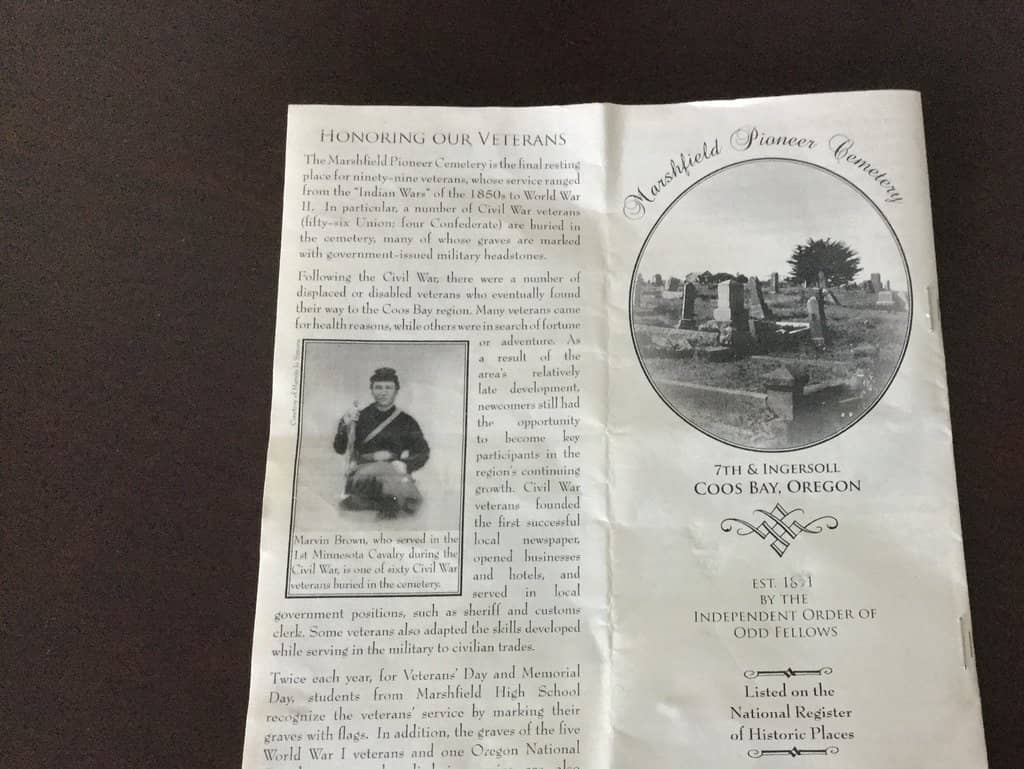 HONORING OUR VETERANS
The Marshfield Pioneer Cemetery is the final resting
place for ninety-nine veterans, whose service ranged
from the "Indian Wars" of the 1850s to World War
II. In particular, a number of Civil War veterans
(fifty-six Union; four Confederate) are buried in
the cemetery, many of whose graves are marked
with government-issued military headstones.
Following the Civil War, there were a number of
displaced or disabled veterans who eventually found
their way to the Coos Bay region. Many veterans came
for health reasons, while others were in search of fortune
or adventure. As
a result of the
area's relatively
late development,
newcomers still had
the opportunity
to become key
participants in the
region's continuing
growth. Civil War
veterans founded
the first successful
local newspaper,
opened businesses
and hotels, and
served in local
government positions, such as sheriff and customs
clerk. Some veterans also adapted the skills developed
while serving in the military to civilian trades.
Courtesy of
Marvin Brown, who served in the
1st Minnesota Cavalry during the
Civil War, is one of sixty Civil War
veterans buried in the cemetery.
Twice each year, for Veterans' Day and Memorial
Day, students from Marshfield High School
recognize the veterans' service by marking their
graves with flags. In addition, the graves of the five
World War I veterans and one Oregon National
Marshfield Pioneer Cemetery
7TH & INGERSOLL
COOS BAY, OREGON
EST. 1891
BY THE
INDEPENDENT ORDER OF
ODD FELLOWS
Listed on the
National Register
of Historic Places